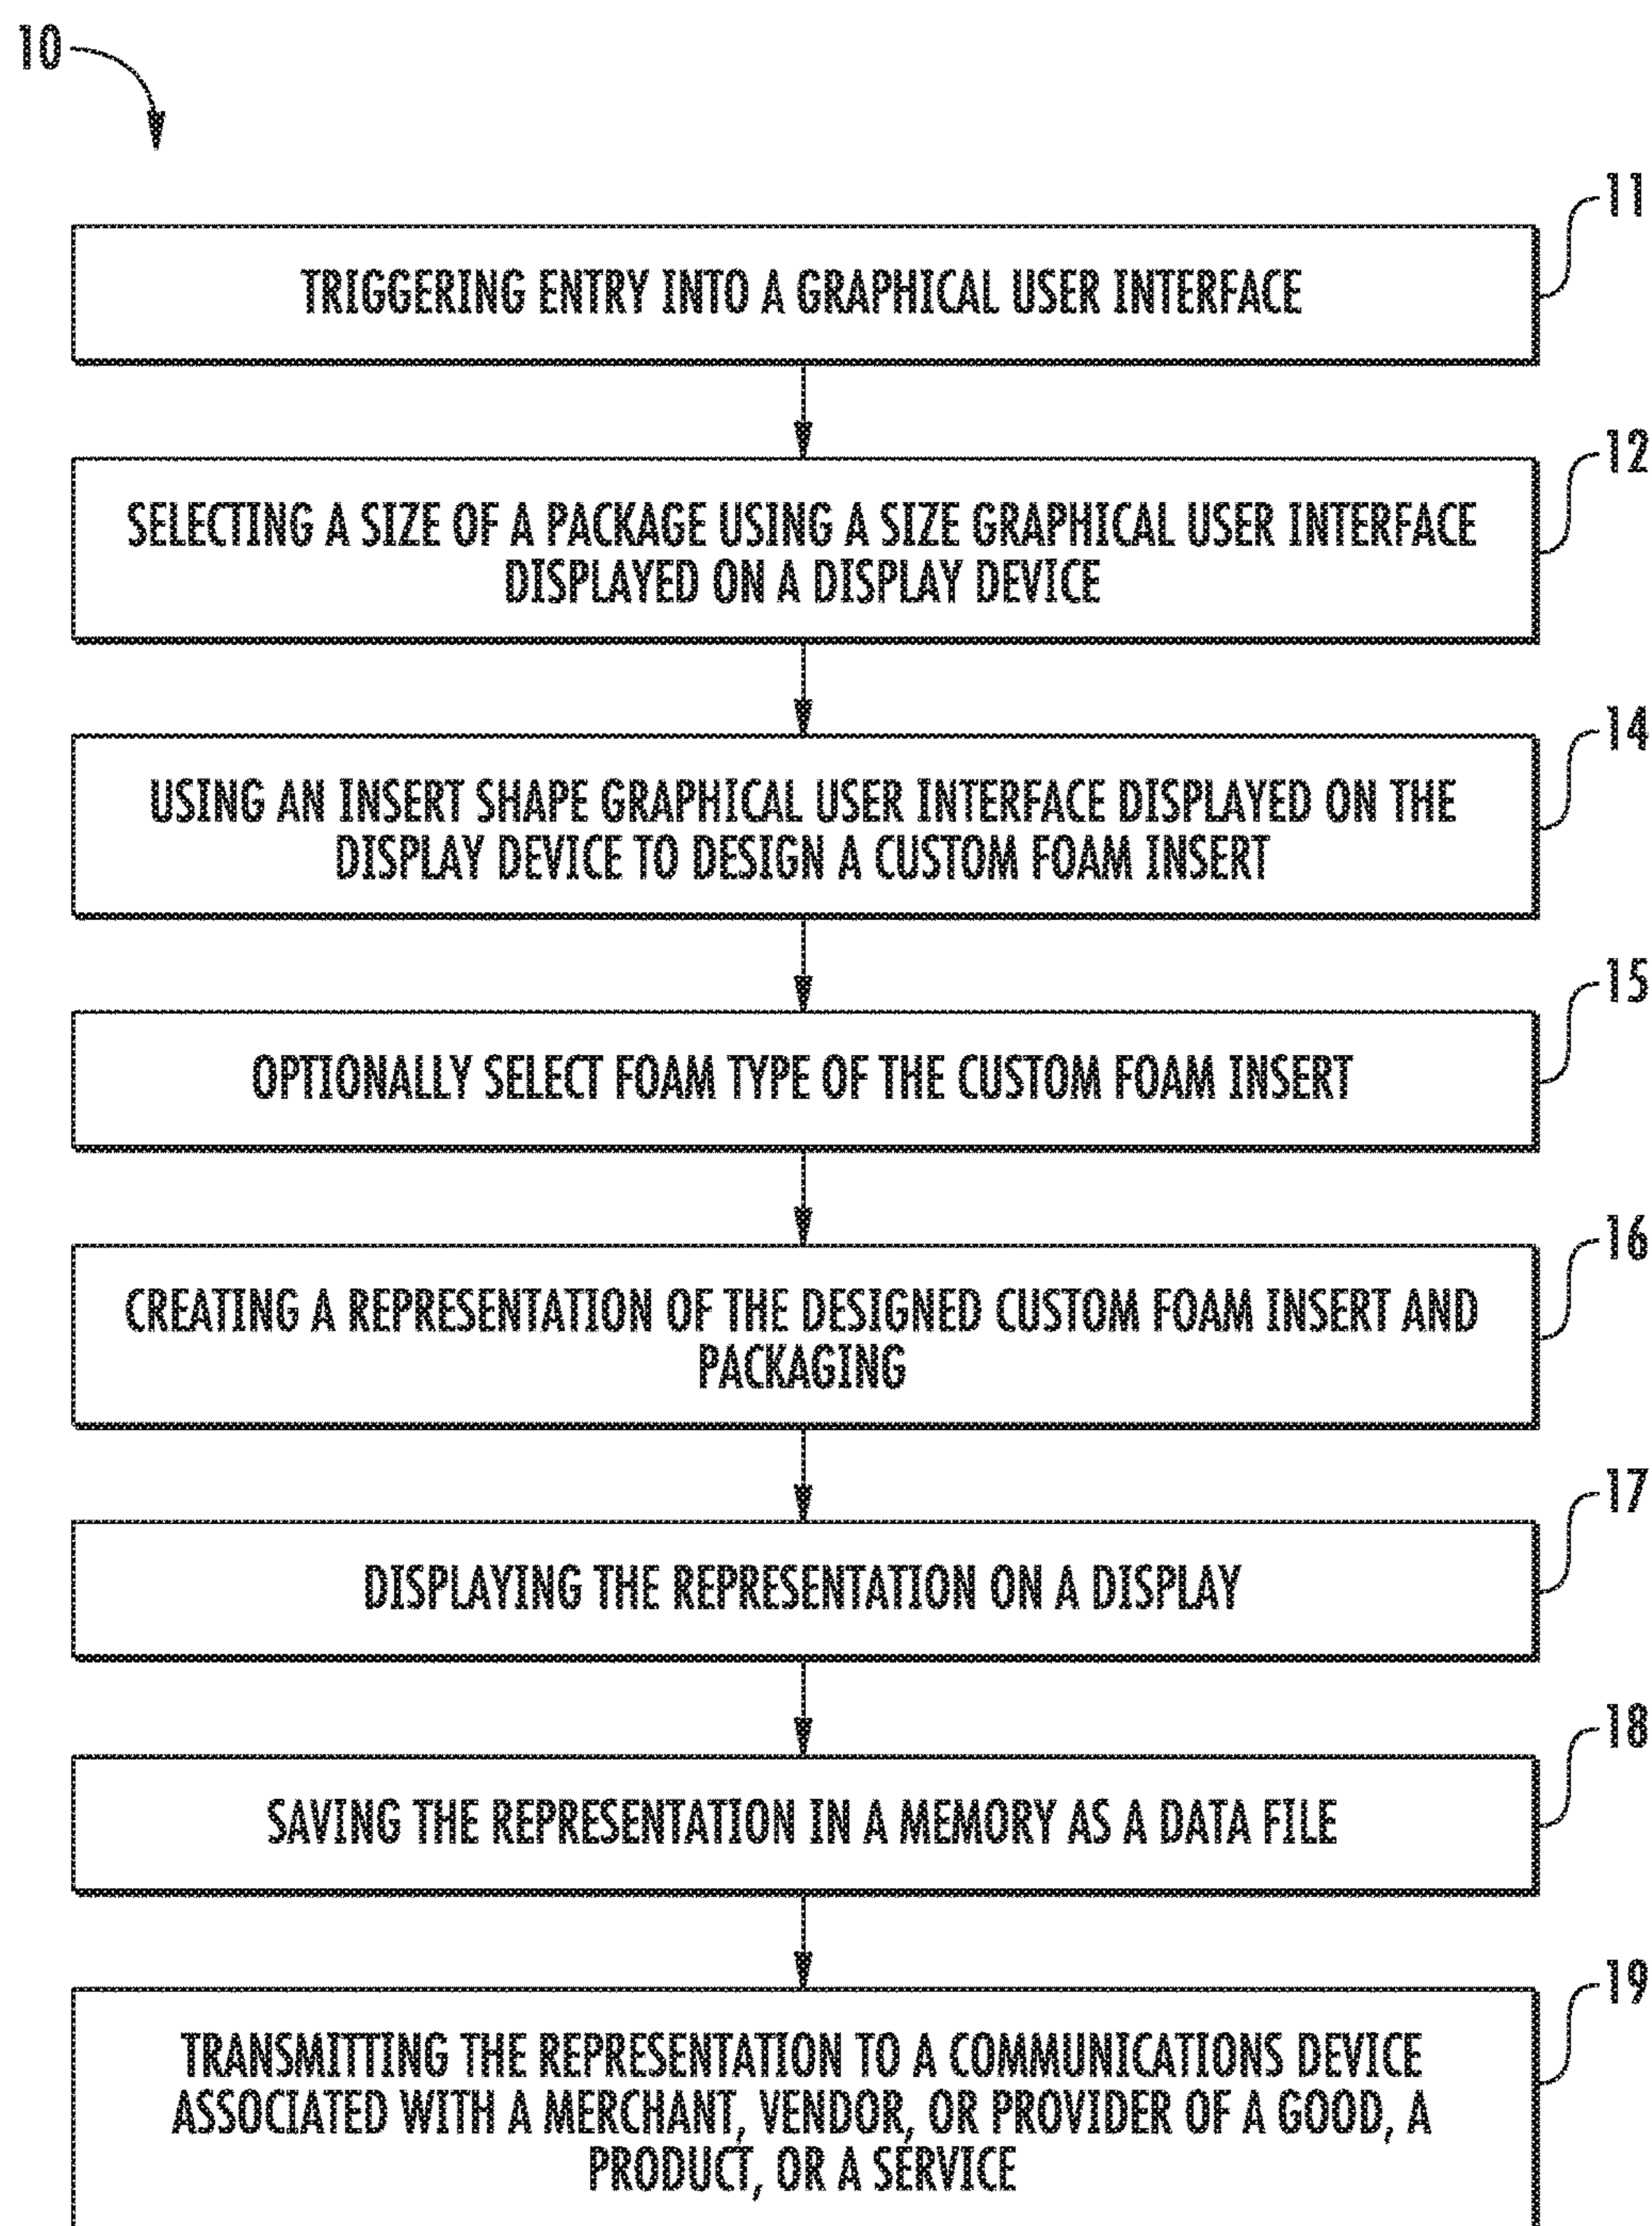 10
11
TRIGGERING ENTRY INTO A GRAPHICAL USER INTERFACE
12
SELECTING A SIZE OF A PACKAGE USING A SIZE GRAPHICAL USER INTERFACE
DISPLAYED ON A DISPLAY DEVICE
14
USING AN INSERT SHAPE GRAPHICAL USER INTERFACE DISPLAYED ON THE
DISPLAY DEVICE TO DESIGN A CUSTOM FOAM INSERT
15
OPTIONALLY SELECT FOAM TYPE OF THE CUSTOM FOAM INSERT
16
CREATING A REPRESENTATION OF THE DESIGNED CUSTOM FOAM INSERT AND
PACKAGING
17
DISPLAYING THE REPRESENTATION ON A DISPLAY
18
SAVING THE REPRESENTATION IN A MEMORY AS A DATA FILE
19
TRANSMITTING THE REPRESENTATION TO A COMMUNICATIONS DEVICE
ASSOCIATED WITH A MERCHANT, VENDOR, OR PROVIDER OF A GOOD, A
PRODUCT, OR A SERVICE